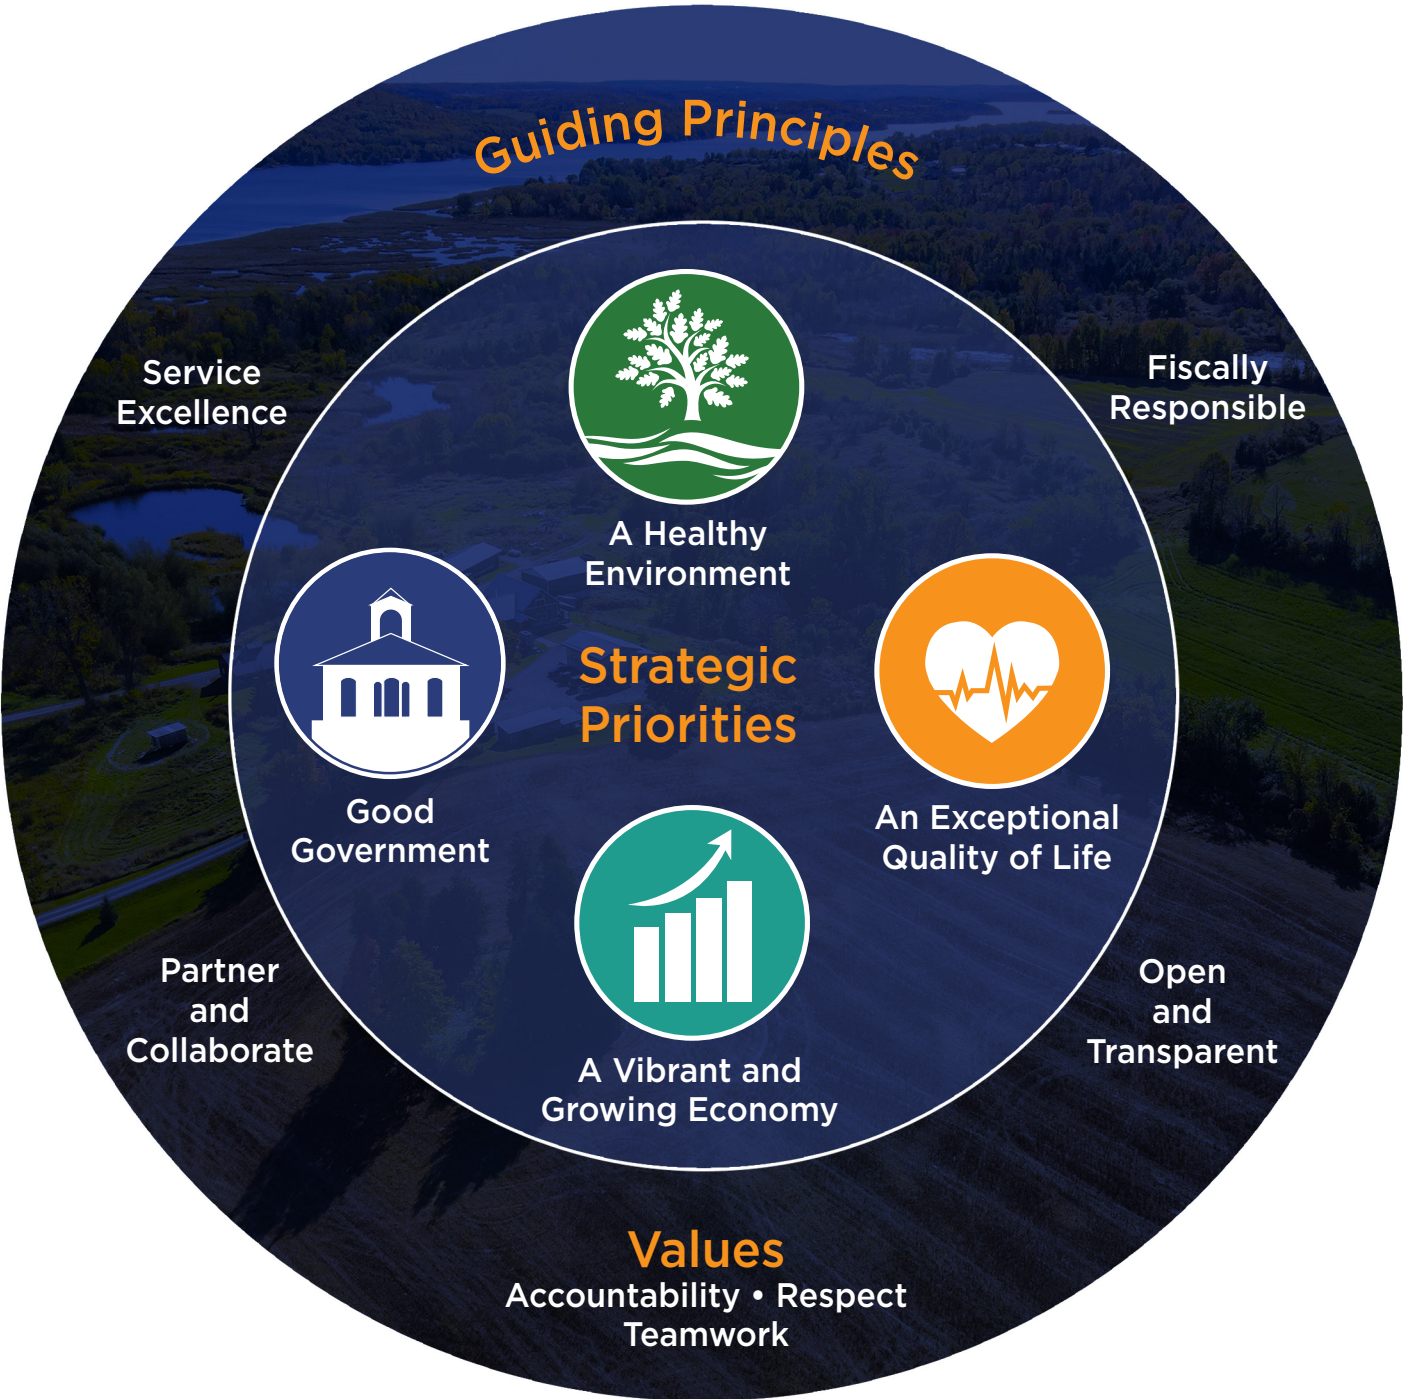 Guiding Principles
Service
Excellence
Fiscally
Responsible
A Healthy
Environment
Strategic
Priorities
Good
Government
An Exceptional
Quality of Life
Partner
and
Collaborate
Open
and
Transparent
A Vibrant and
Growing Economy
Values
Accountability • Respect
Teamwork